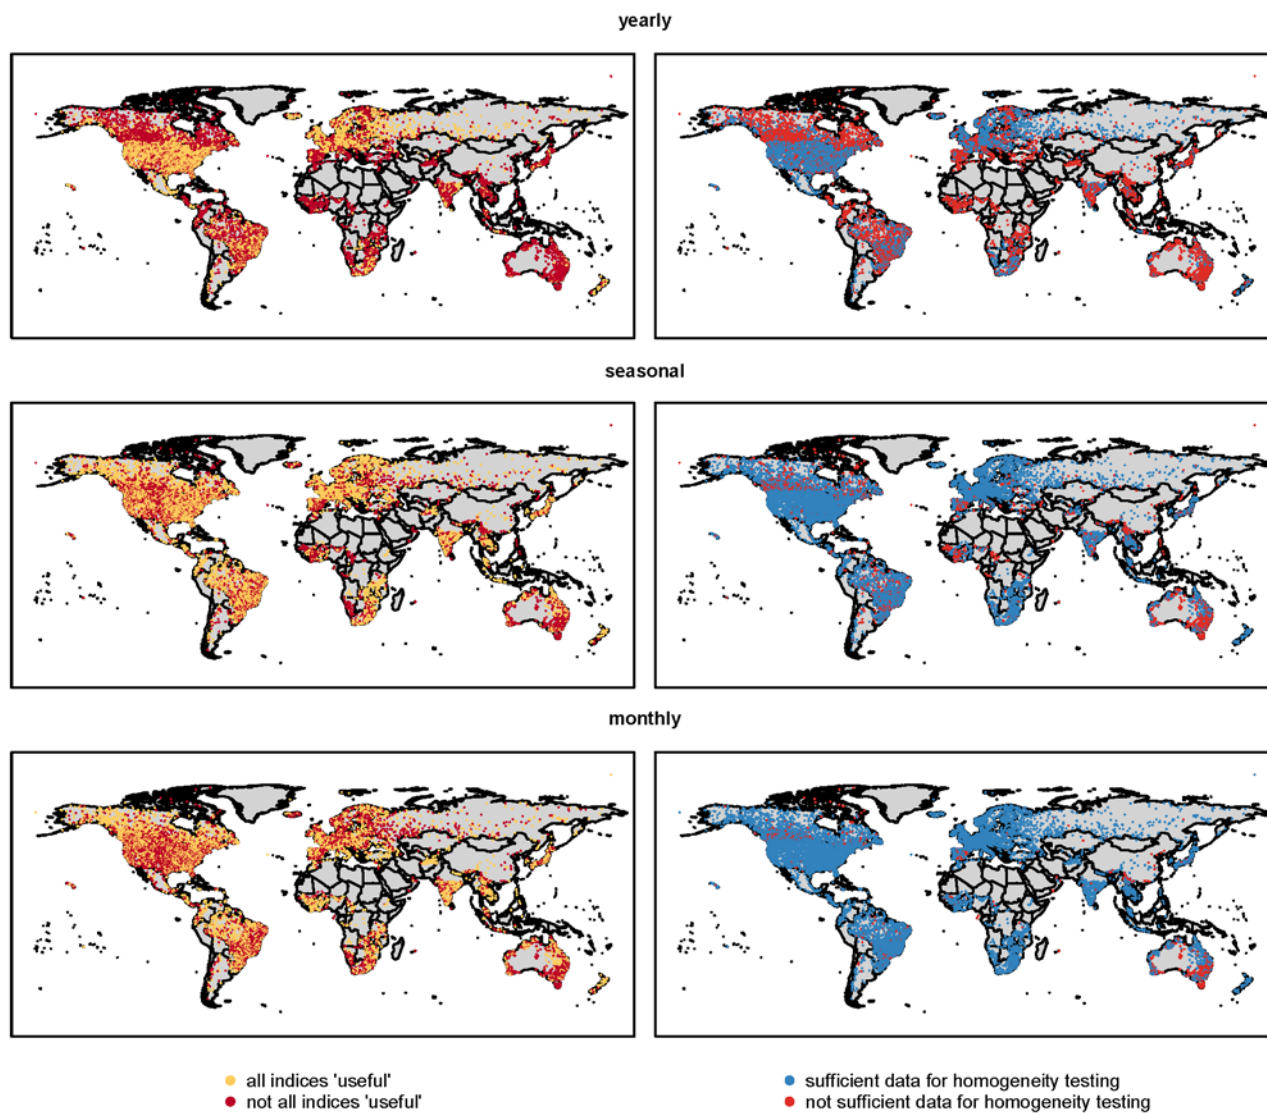 yearly
seasonal
monthly
all indices 'useful'
not all indices 'useful'
sufficient data for homogeneity testing
not sufficient data for homogeneity testing